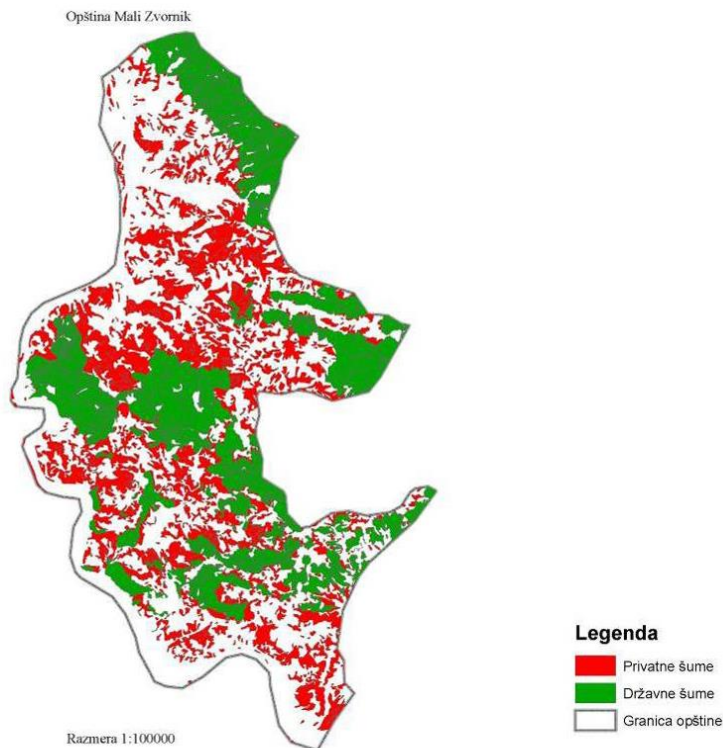 Opština Mali Zvornik
Legenda
Privatne šume
Državne šume
Granica opštine
Razmera 1:100000